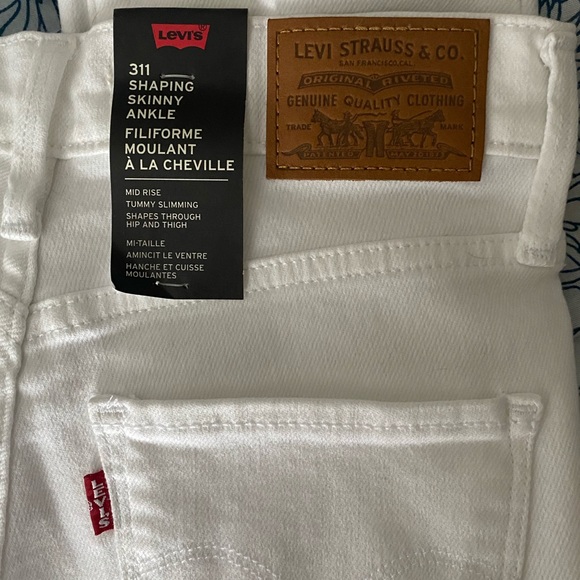 LEVI'S
311
SHAPING
SKINNY
ANKLE
FILIFORME
MOULANT
À LA CHEVILLE
MID RISE
TUMMY SLIMMING
SHAPES THROUGH
HIP AND THIGH
MI-TAILLE
AMINCIT LE VENTRE
HANCHE ET CUISSE
MOULANTES
LEVI STRAUSS & CO.
SAN FRANCISCO, CAL.
ORIGINAL RIVETED
GENUINE QUALITY CLOTHING
TRADE MARK
PATENTED
LEVI'S